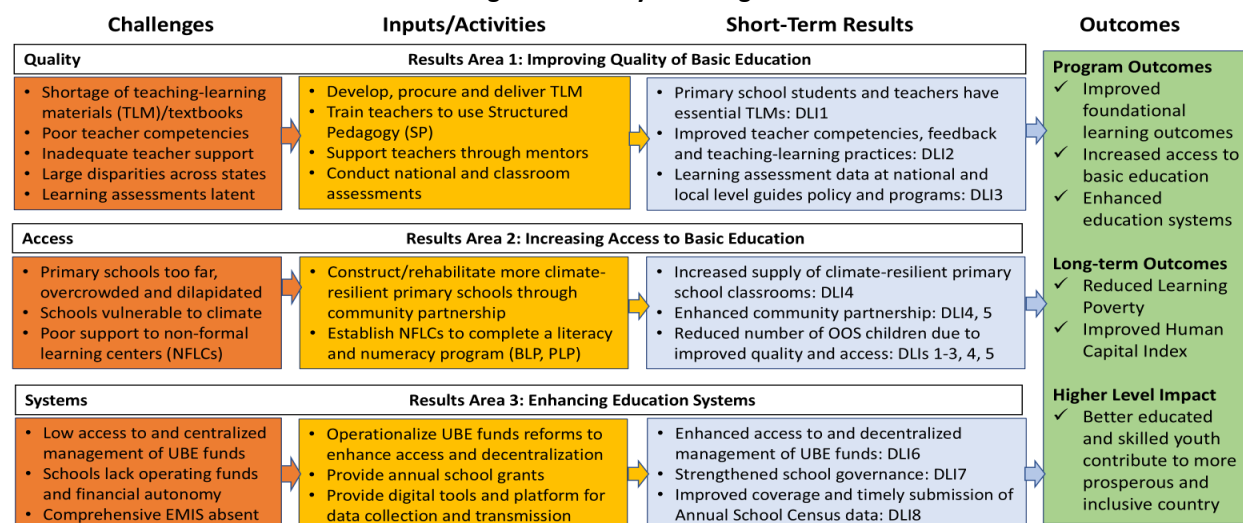 Challenges
Inputs/Activities
Short-Term Results
Outcomes
Quality
Results Area 1: Improving Quality of Basic Education
• Shortage of teaching-learning
materials (TLM)/textbooks
• Poor teacher competencies
• Inadequate teacher support
• Large disparities across states
• Learning assessments latent
• Develop, procure and deliver TLM
• Train teachers to use Structured
Pedagogy (SP)
• Support teachers through mentors
• Conduct national and classroom
assessments
• Primary school students and teachers have
essential TLMs: DLI1
• Improved teacher competencies, feedback
and teaching-learning practices: DLI2
• Learning assessment data at national and
local level guides policy and programs: DLI3
Access
Results Area 2: Increasing Access to Basic Education
• Primary schools too far,
overcrowded and dilapidated
• Schools vulnerable to climate
• Poor support to non-formal
learning centers (NFLCs)
• Construct/rehabilitate more climate-
resilient primary schools through
community partnership
• Establish NFLCs to complete a literacy
and numeracy program (BLP, PLP)
• Increased supply of climate-resilient primary
school classrooms: DLI4
• Enhanced community partnership: DLI4, 5
• Reduced number of OOS children due to
improved quality and access: DLIs 1-3, 4, 5
Systems
Results Area 3: Enhancing Education Systems
• Low access to and centralized
management of UBE funds
• Schools lack operating funds
and financial autonomy
• Comprehensive EMIS absent
• Operationalize UBE funds reforms to
enhance access and decentralization
• Provide annual school grants
• Provide digital tools and platform for
data collection and transmission
• Enhanced access to and decentralized
management of UBE funds: DLI6
• Strengthened school governance: DLI7
• Improved coverage and timely submission of
Annual School Census data: DLI8
Program Outcomes
✓ Improved
foundational
learning outcomes
✓ Increased access to
basic education
✓ Enhanced
education systems
Long-term Outcomes
✓ Reduced Learning
Poverty
✓ Improved Human
Capital Index
Higher Level Impact
✓ Better educated
and skilled youth
contribute to more
prosperous and
inclusive country